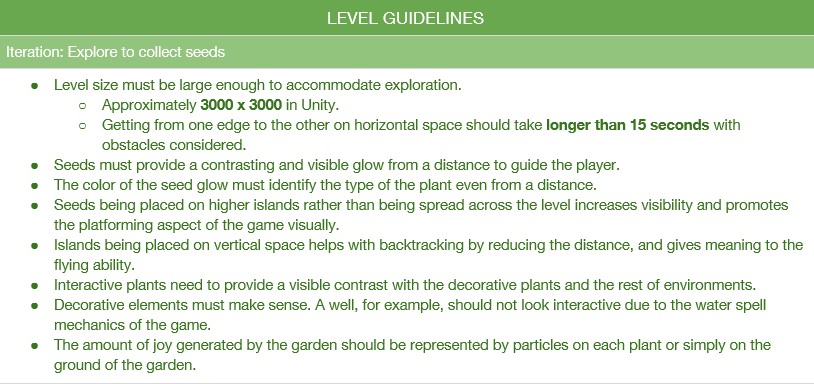 LEVEL GUIDELINES
Iteration: Explore to collect seeds
● Level size must be large enough to accommodate exploration.
○ Approximately 3000 x 3000 in Unity.
○ Getting from one edge to the other on horizontal space should take longer than 15 seconds with
obstacles considered.
● Seeds must provide a contrasting and visible glow from a distance to guide the player.
● The color of the seed glow must identify the type of the plant even from a distance.
● Seeds being placed on higher islands rather than being spread across the level increases visibility and promotes
the platforming aspect of the game visually.
● Islands being placed on vertical space helps with backtracking by reducing the distance, and gives meaning to the
flying ability.
● Interactive plants need to provide a visible contrast with the decorative plants and the rest of environments.
● Decorative elements must make sense. A well, for example, should not look interactive due to the water spell
mechanics of the game.
● The amount of joy generated by the garden should be represented by particles on each plant or simply on the
ground of the garden.